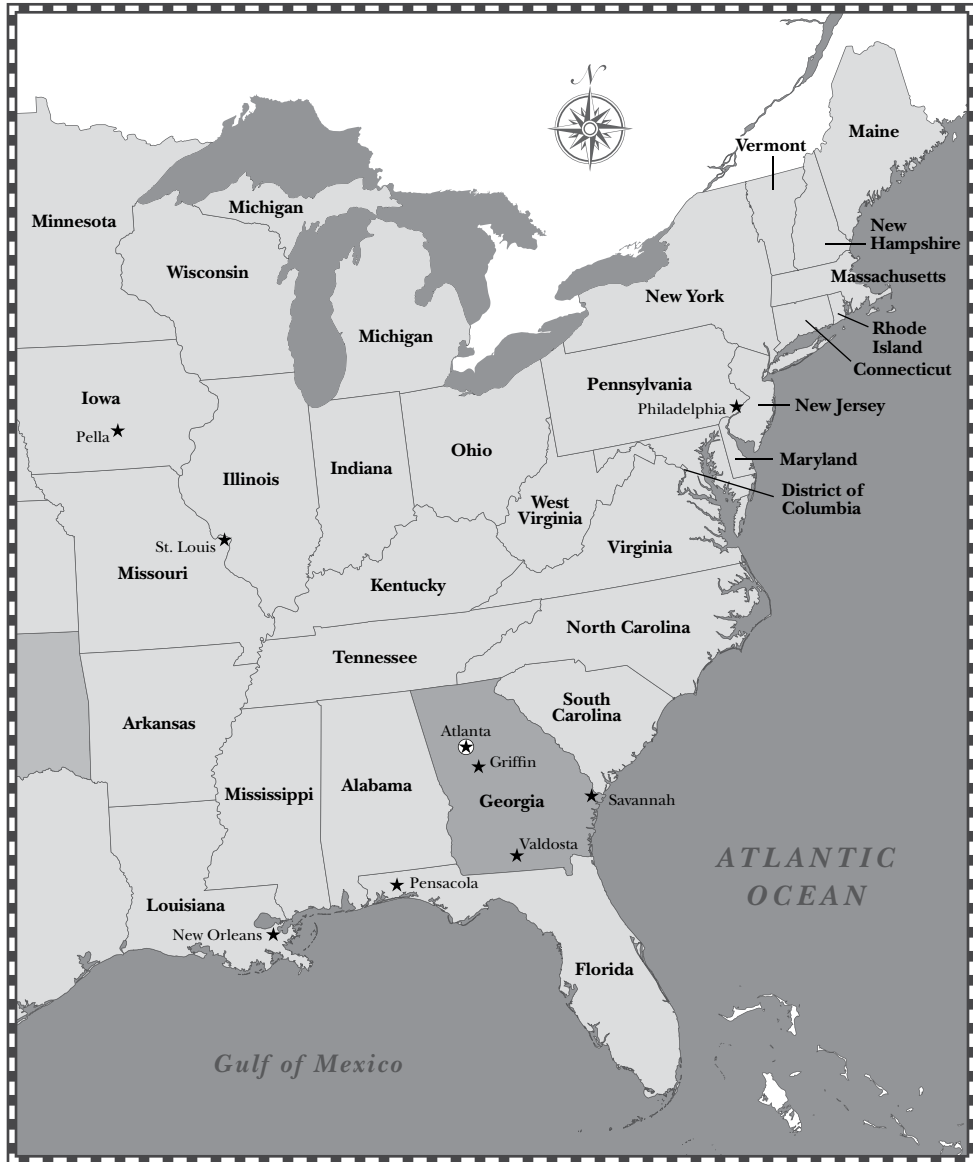 N
Maine
Vermont
Michigan
Minnesota
New
Hampshire
Wisconsin
Massachusetts
New York
Michigan
Rhode
Island
Connecticut
Pennsylvania
Iowa
New Jersey
Philadelphia
Pella
Ohio
Maryland
Indiana
Illinois
District of
Columbia
West
Virginia
St. Louis
Virginia
Missouri
Kentucky
North Carolina
Tennessee
South
Carolina
Arkansas
Atlanta
Griffin
Alabama
Mississippi
Georgia
Savannah
Valdosta
ATLANTIC
OCEAN
Pensacola
Louisiana
New Orleans
Florida
Gulf of Mexico